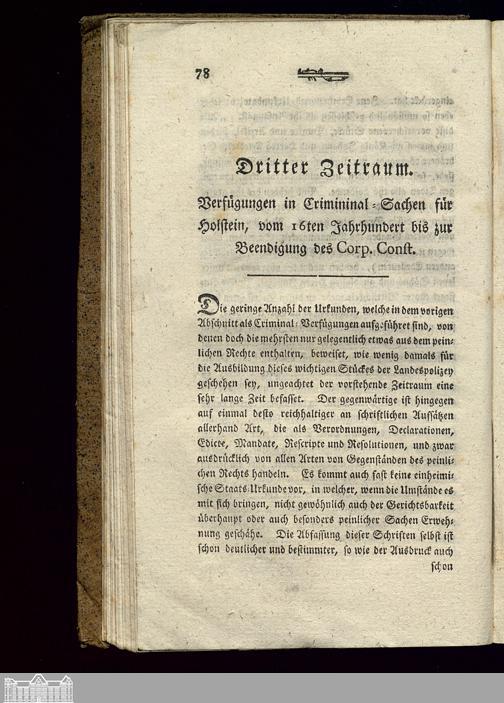 78
Dritter Zeitraum.
Verfügungen in Crimininal-Sachen für
Holstein, vom 16ten Jahrhundert bis zur
Beendigung des Corp. Const.
Die geringe Anzahl der Urkunden, welche in dem vorigen
Abschnitt als Criminal-Verfügungen aufgeführet sind, von
denen doch die mehrsten nur gelegentlich etwas aus dem pein-
lichen Rechte enthalten, beweiset, wie wenig damals für
die Ausbildung dieses wichtigen Stückes der Landespolizey
geschehen sey, ungeachtet der vorstehende Zeitraum eine
sehr lange Zeit befasset. Der gegenwärtige ist hingegen
auf einmal desto reichhaltiger an schriftlichen Aufsätzen
allerhand Art, die als Verordnungen, Declarationen,
Edicte, Mandate, Rescripte und Resolutionen, und zwar
ausdrücklich von allen Arten von Gegenständen des peinli-
chen Rechts handeln. Es kommt auch fast keine einheimi-
sche Staats-Urkunde vor, in welcher, wenn die Umstände es
mit sich bringen, nicht gewöhnlich auch der Gerichtsbarkeit
überhaupt oder auch besonders peinlicher Sachen Erweh-
nung geschähe. Die Abfassung dieser Schriften selbst ist
schon deutlicher und bestimmter, so wie der Ausdruck auch
schon